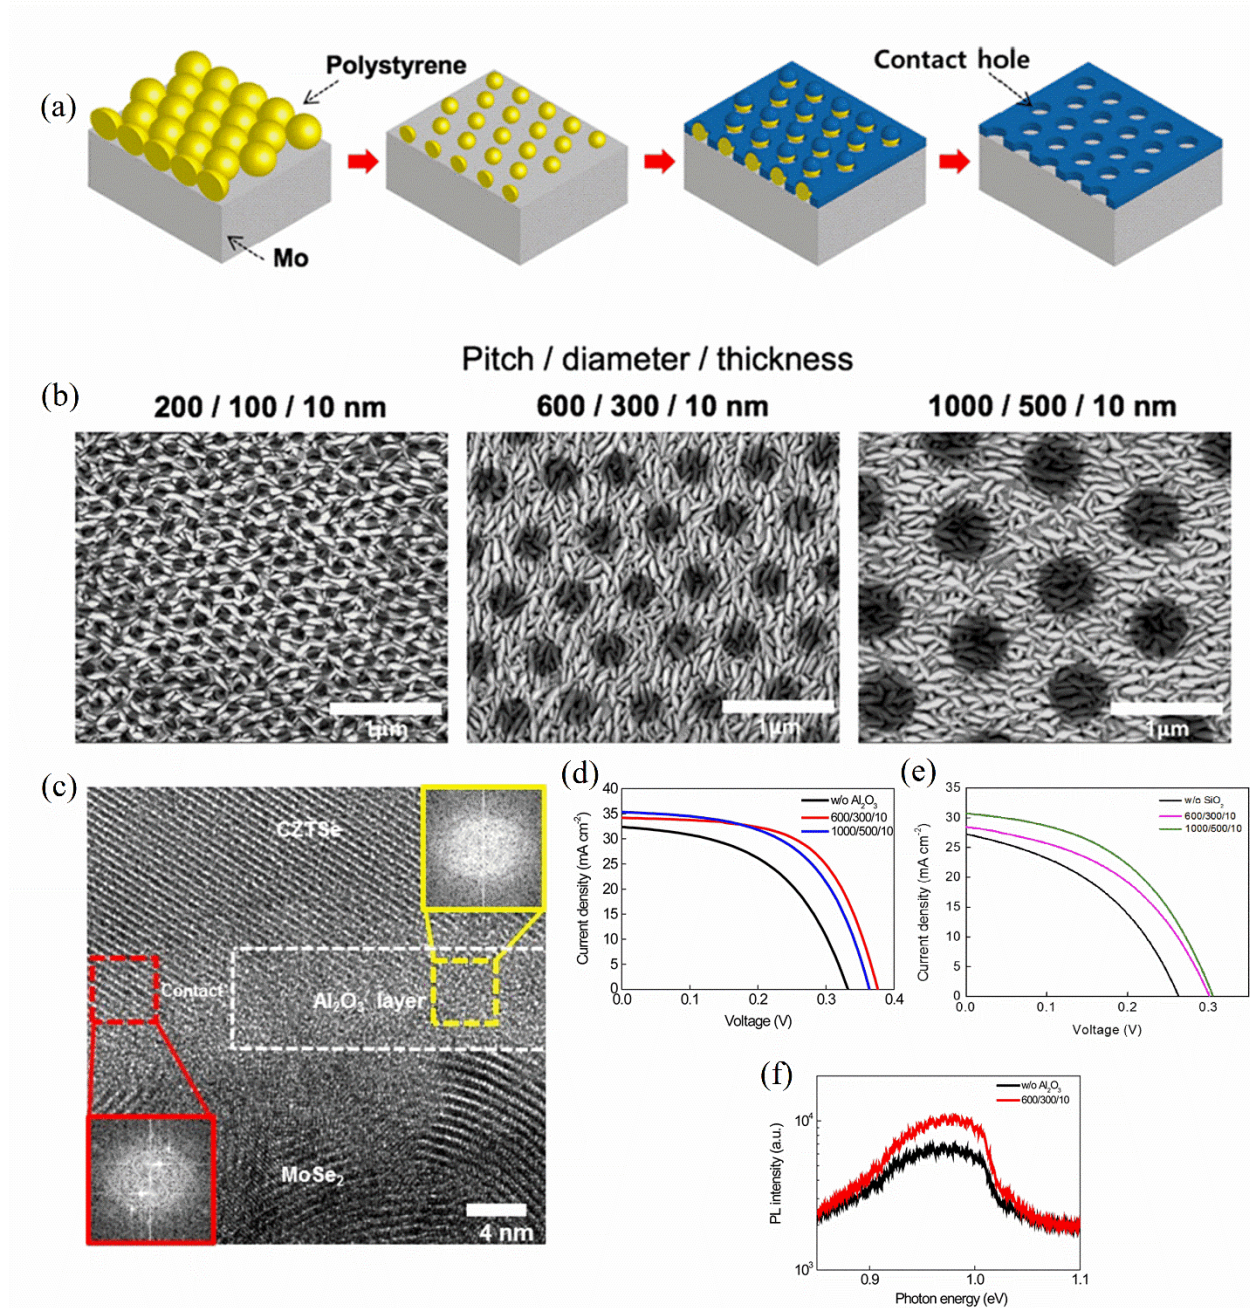 (a)
Polystyrene
Mo
Contact hole
Pitch / diameter / thickness
(b)
200 / 100 / 10 nm
600 / 300 / 10 nm
1000 / 500 / 10 nm
1μm
1μm
1μm
(c)
CZTSe
Contact
Al₂O₃ layer
MoSe₂
4 nm
(d)
Current density (mA cm⁻²)
40
35
30
25
20
15
10
5
0
w/o Al₂O₃
600/300/10
1000/500/10
0.0
0.1
0.2
0.3
0.4
Voltage (V)
(e)
Current density (mA cm⁻²)
35
30
25
20
15
10
5
0
w/o SiO₂
600/300/10
1000/500/10
0.0
0.1
0.2
0.3
Voltage (V)
(f)
PL intensity (a.u.)
10⁴
10³
w/o Al₂O₃
600/300/10
0.9
1.0
1.1
Photon energy (eV)